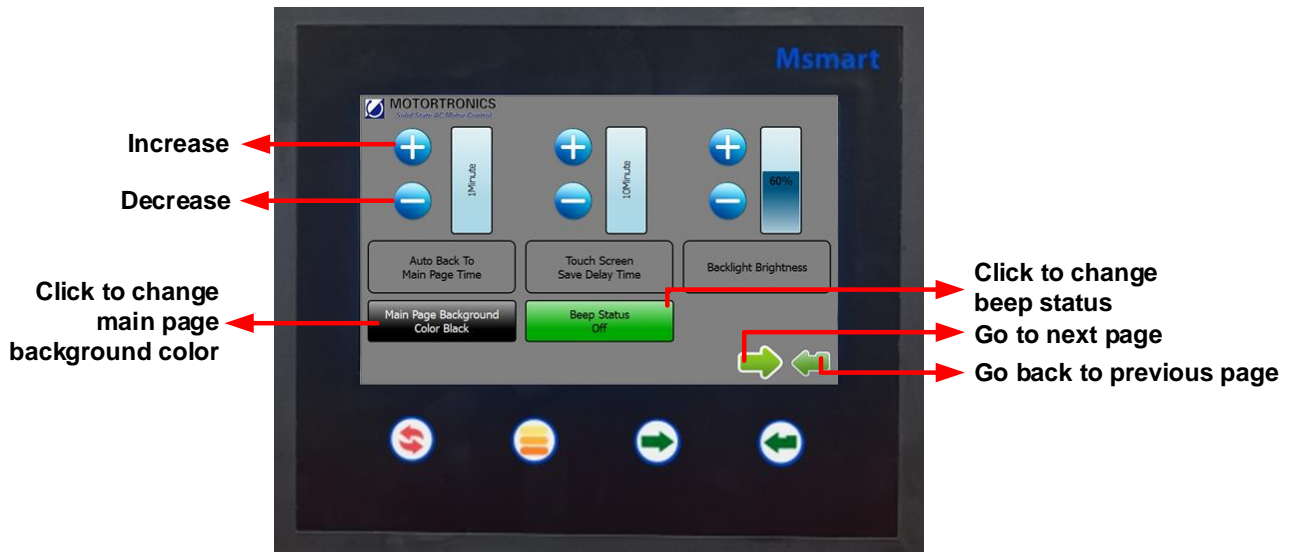 Msmart
MOTORTRONICS
Solid State AC Motor Control
Increase
Decrease
1Minute
10Minute
60%
Auto Back To
Main Page Time
Touch Screen
Save Delay Time
Backlight Brightness
Click to change
main page
background color
Main Page Background
Color Black
Beep Status
Off
Click to change
beep status
Go to next page
Go back to previous page